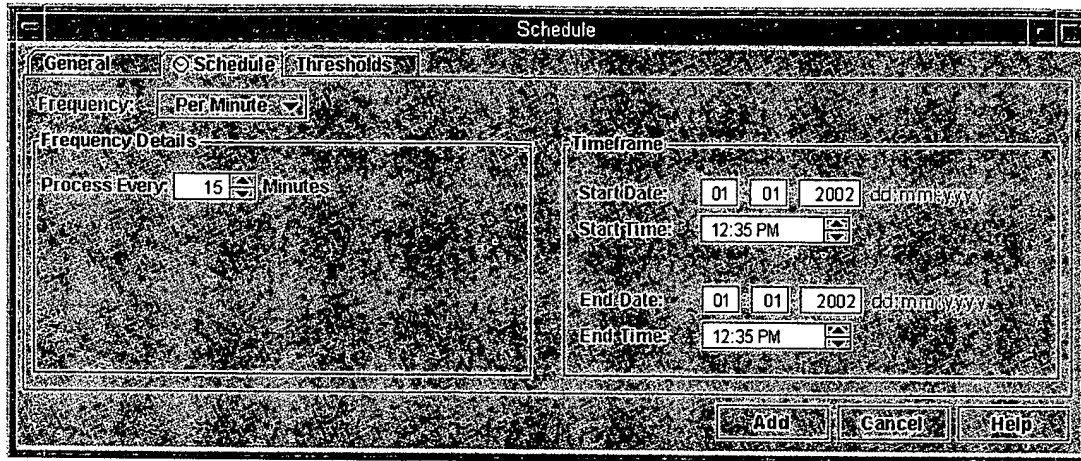 Schedule
General Schedule Thresholds
Frequency: Per Minute
Frequency Details
Process Every: 15 Minutes
Timeframe
Start Date: 01 01 2002 dd:mm:yyyy
Start Time: 12:35 PM
End Date: 01 01 2002 dd:mm:yyyy
End Time: 12:35 PM
Add Cancel Help